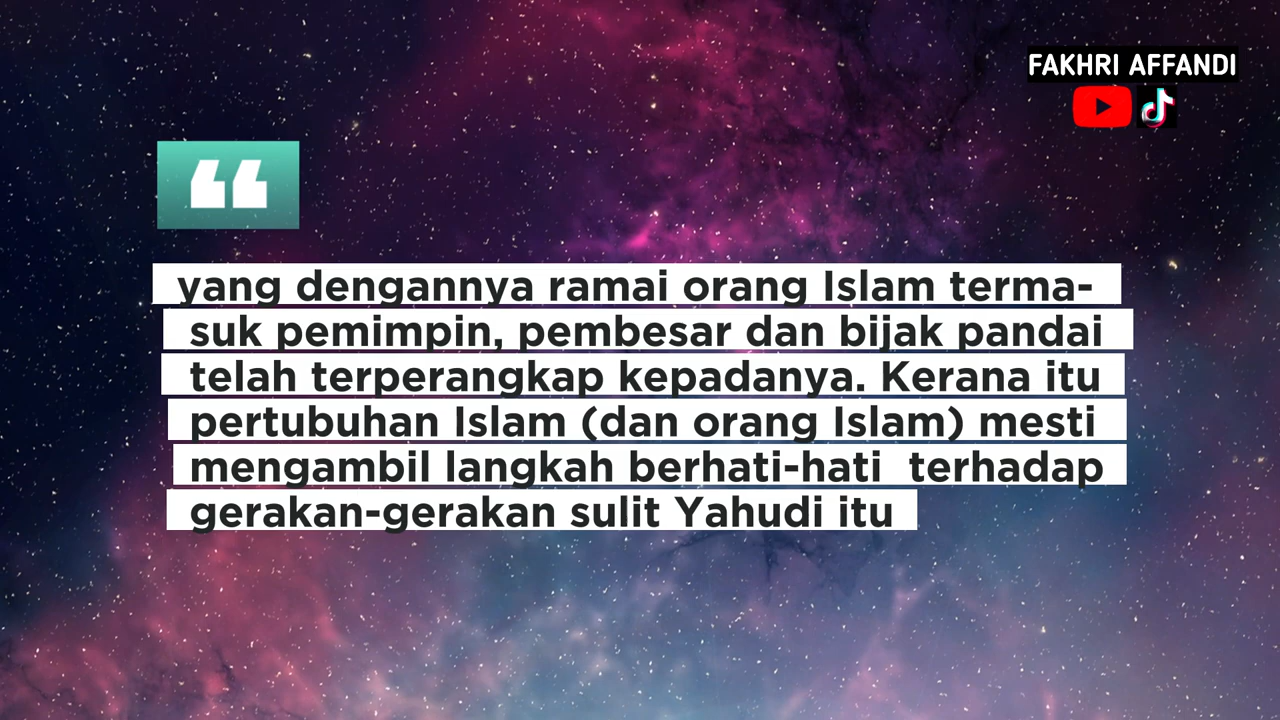 FAKHRI AFFANDI
“
yang dengannya ramai orang Islam terma-
suk pemimpin, pembesar dan bijak pandai
telah terperangkap kepadanya. Kerana itu
pertubuhan Islam (dan orang Islam) mesti
mengambil langkah berhati-hati  terhadap
gerakan-gerakan sulit Yahudi itu